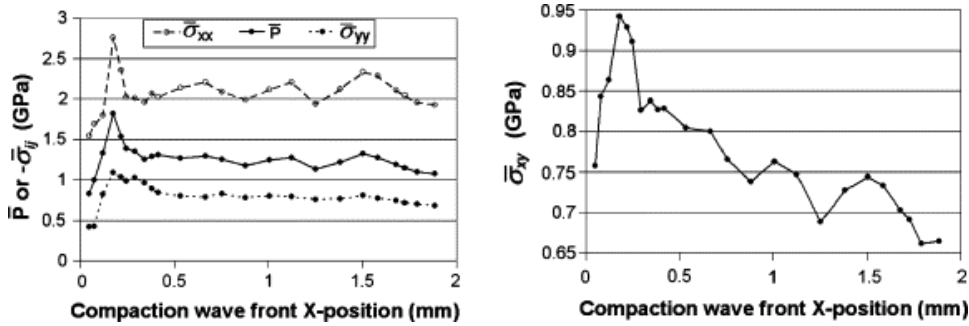 3
2.5
2
1.5
1
0.5
0
σ̅xx P̅ σ̅yy
P̅ or -σ̅ij (GPa)
0 0.5 1 1.5 2
Compaction wave front X-position (mm)
0.95
0.9
0.85
0.8
0.75
0.7
0.65
σ̅xy (GPa)
0 0.5 1 1.5 2
Compaction wave front X-position (mm)